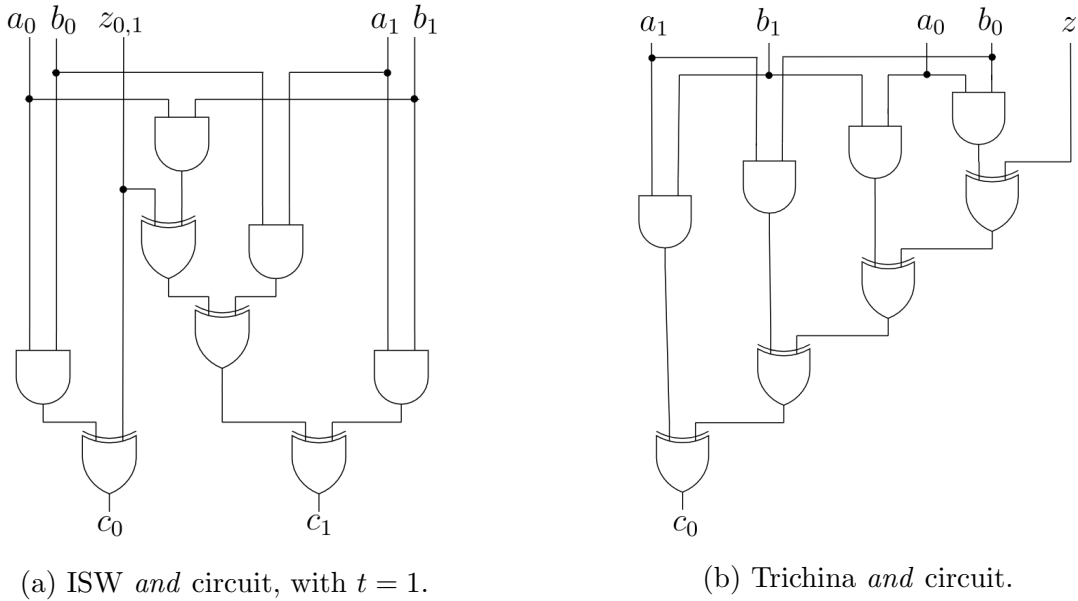 a₀ b₀ z₀,₁ a₁ b₁
c₀ c₁
(a) ISW and circuit, with t = 1.
a₁ b₁ a₀ b₀ z
c₀
(b) Trichina and circuit.